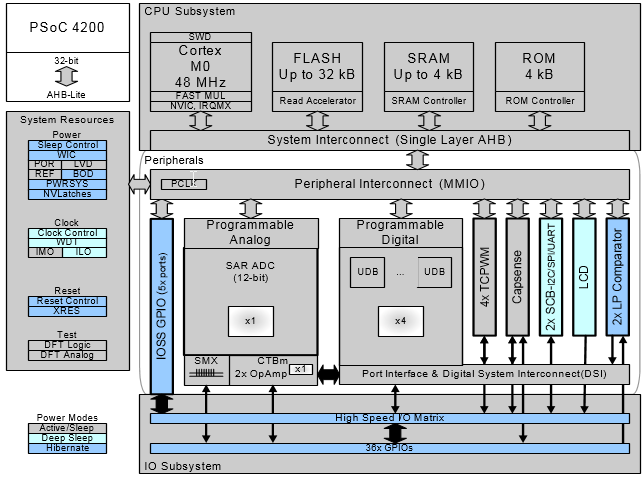 PSoC 4200
32-bit
AHB-Lite
CPU Subsystem
SWD
Cortex
M0
48 MHz
FAST MUL
NVIC, IRQMX
FLASH
Up to 32 kB
Read Accelerator
SRAM
Up to 4 kB
SRAM Controller
ROM
4 kB
ROM Controller
System Interconnect (Single Layer AHB)
System Resources
Power
Sleep Control
WIC
POR LVD
REF BOD
PWRSYS
NVLatches
Clock
Clock Control
WDT
IMO ILO
Reset
Reset Control
XRES
Test
DFT Logic
DFT Analog
Peripherals
PCLK
Peripheral Interconnect (MMIO)
IOSS GPIO (5x ports)
Programmable
Analog
SAR ADC
(12-bit)
x1
SMX
CTBm
2x OpAmp
x1
Programmable
Digital
UDB ... UDB
x4
4x TCPWM
Capsense
2x SCB-I2C/SPI/UART
LCD
2x LP Comparator
Port Interface & Digital System Interconnect(DSI)
Power Modes
Active/Sleep
Deep Sleep
Hibernate
High Speed I/O Matrix
36x GPIOs
IO Subsystem